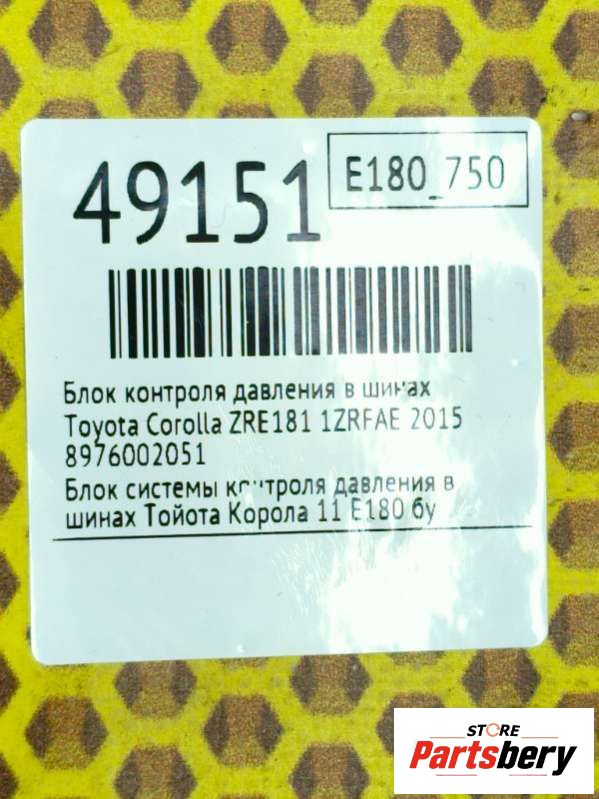 49151
E180_750
Блок контроля давления в шинах
Toyota Corolla ZRE181 1ZRFAE 2015
8976002051
Блок системы контроля давления в
шинах Тойота Корола 11 Е180 бу
STORE
Partsbery